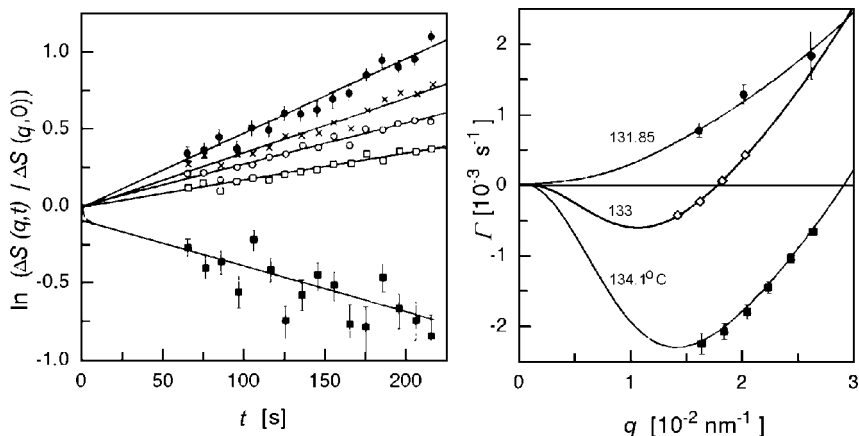 1.0
0.5
0.0
-0.5
-1.0
0 50 100 150 200
t [s]
ln (ΔS (q,t) / ΔS (q,0))
2
1
0
-1
-2
0 1 2 3
q [10⁻² nm⁻¹]
Γ [10⁻³ s⁻¹]
131.85
133
134.1°C